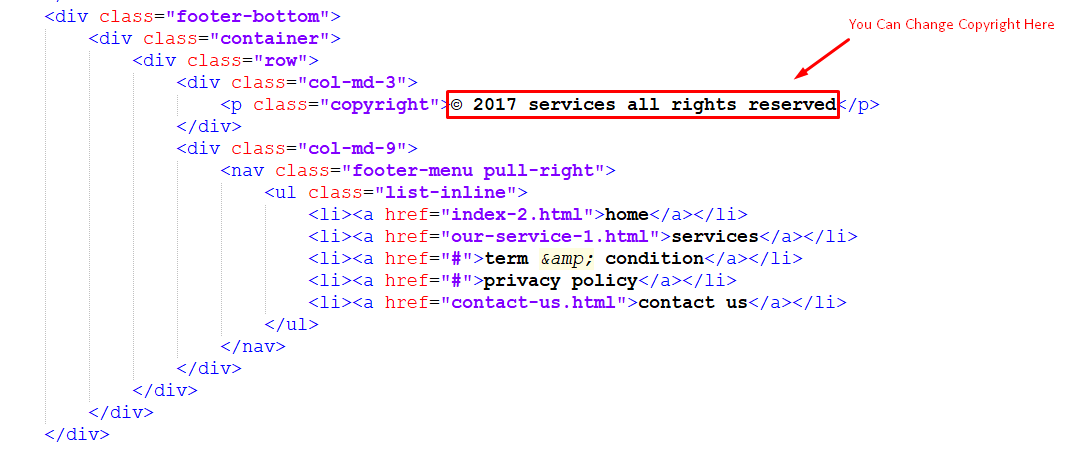 <div class="footer-bottom">
You Can Change Copyright Here
<div class="container">
<div class="row">
<div class="col-md-3">
<p class="copyright">© 2017 services all rights reserved</p>
</div>
<div class="col-md-9">
<nav class="footer-menu pull-right">
<ul class="list-inline">
<li><a href="index-2.html">home</a></li>
<li><a href="our-service-1.html">services</a></li>
<li><a href="#">term &amp; condition</a></li>
<li><a href="#">privacy policy</a></li>
<li><a href="contact-us.html">contact us</a></li>
</ul>
</nav>
</div>
</div>
</div>
</div>